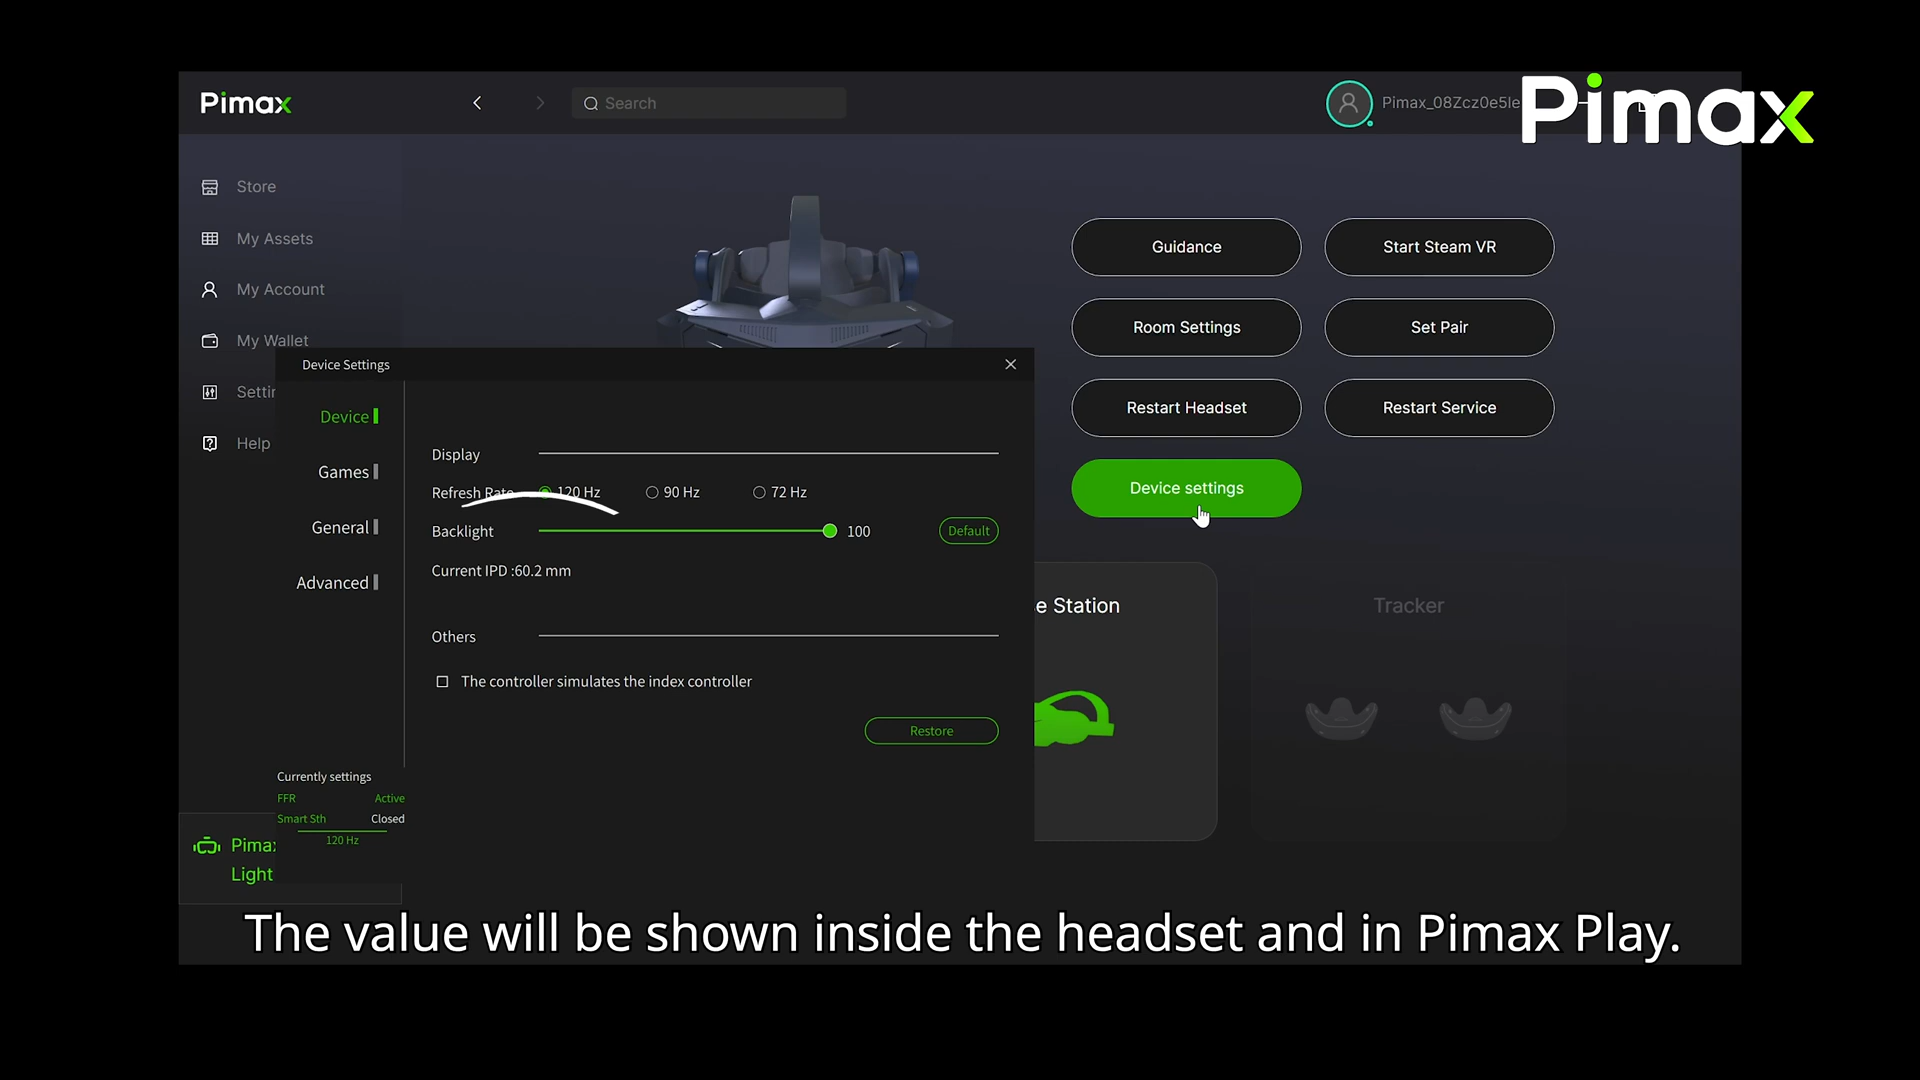 Pimax
Search
Pimax_08Zcz0e5le
Pimax
Store
My Assets
My Account
My Wallet
Settin
Help
Guidance
Start Steam VR
Room Settings
Set Pair
Restart Headset
Restart Service
Device settings
Device Settings
Device
Games
General
Advanced
Display
Refresh Rate
120 Hz
90 Hz
72 Hz
Backlight
100
Default
Current IPD :60.2 mm
Others
The controller simulates the index controller
Restore
Currently settings
FFR Active
Smart Sth Closed
120 Hz
e Station
Tracker
Pimax
Light
The value will be shown inside the headset and in Pimax Play.